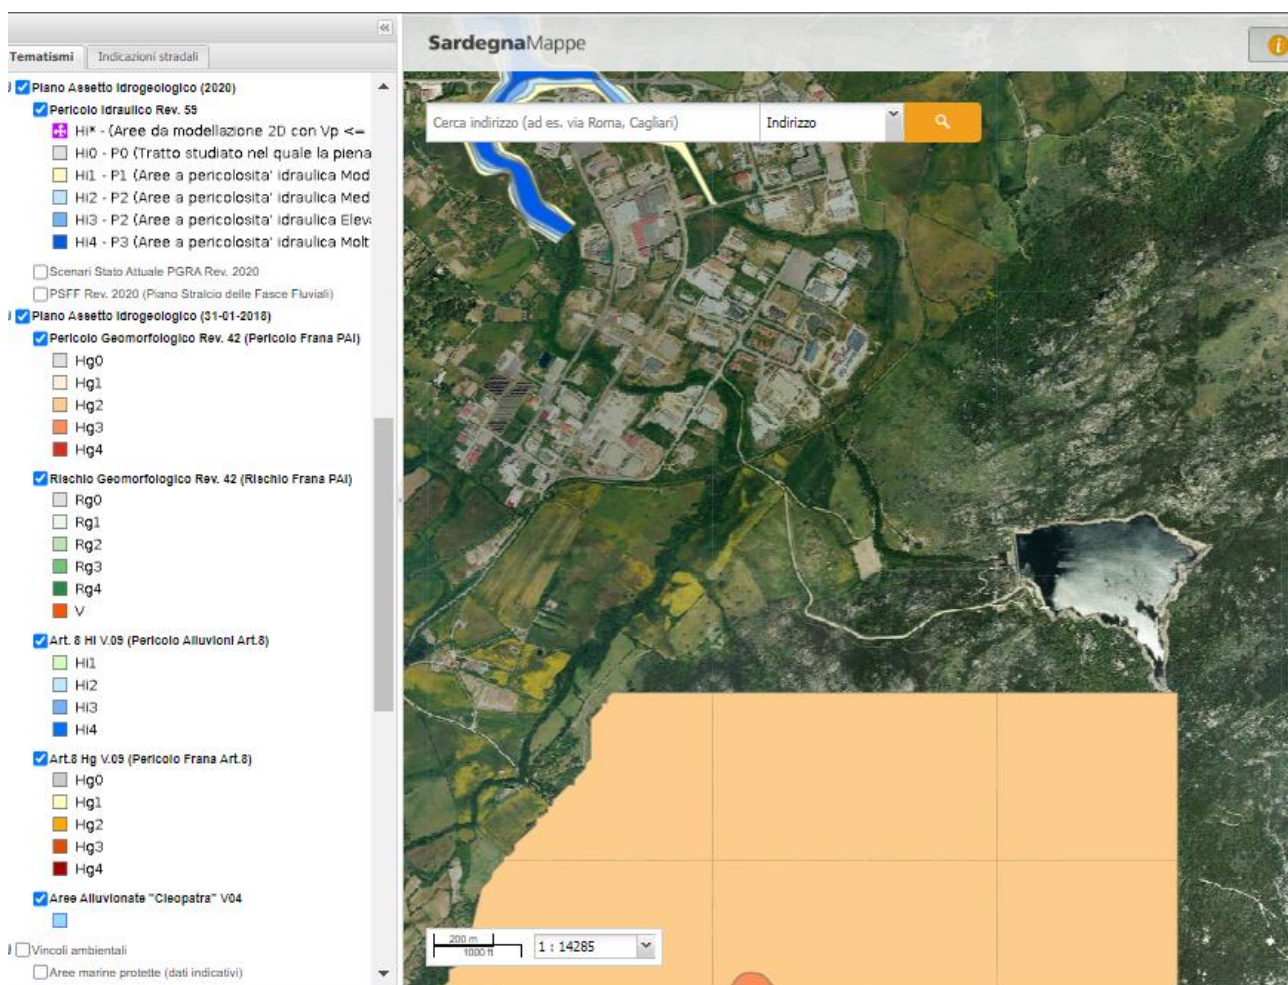 SardegnaMappe
Tematismi
Indicazioni stradali
Piano Assetto Idrogeologico (2020)
Pericolo Idraulico Rev. 59
Hi* - (Aree da modellazione 2D con Vp <=
Hi0 - P0 (Tratto studiato nel quale la piena
Hi1 - P1 (Aree a pericolosita' idraulica Mod
Hi2 - P2 (Aree a pericolosita' idraulica Med
Hi3 - P2 (Aree a pericolosita' idraulica Elev
Hi4 - P3 (Aree a pericolosita' idraulica Molt
Scenari Stato Attuale PGRA Rev. 2020
PSFF Rev. 2020 (Piano Stralcio delle Fasce Fluviali)
Piano Assetto Idrogeologico (31-01-2018)
Pericolo Geomorfologico Rev. 42 (Pericolo Frana PAI)
Hg0
Hg1
Hg2
Hg3
Hg4
Rischio Geomorfologico Rev. 42 (Rischio Frana PAI)
Rg0
Rg1
Rg2
Rg3
Rg4
V
Art. 8 Hi V.09 (Pericolo Alluvioni Art.8)
Hi1
Hi2
Hi3
Hi4
Art.8 Hg V.09 (Pericolo Frana Art.8)
Hg0
Hg1
Hg2
Hg3
Hg4
Aree Alluvionate "Cleopatra" V04
Vincoli ambientali
Aree marine protette (dati indicativi)
Cerca indirizzo (ad es. via Roma, Cagliari)
Indirizzo
i
200 m
1000 ft
1 : 14285